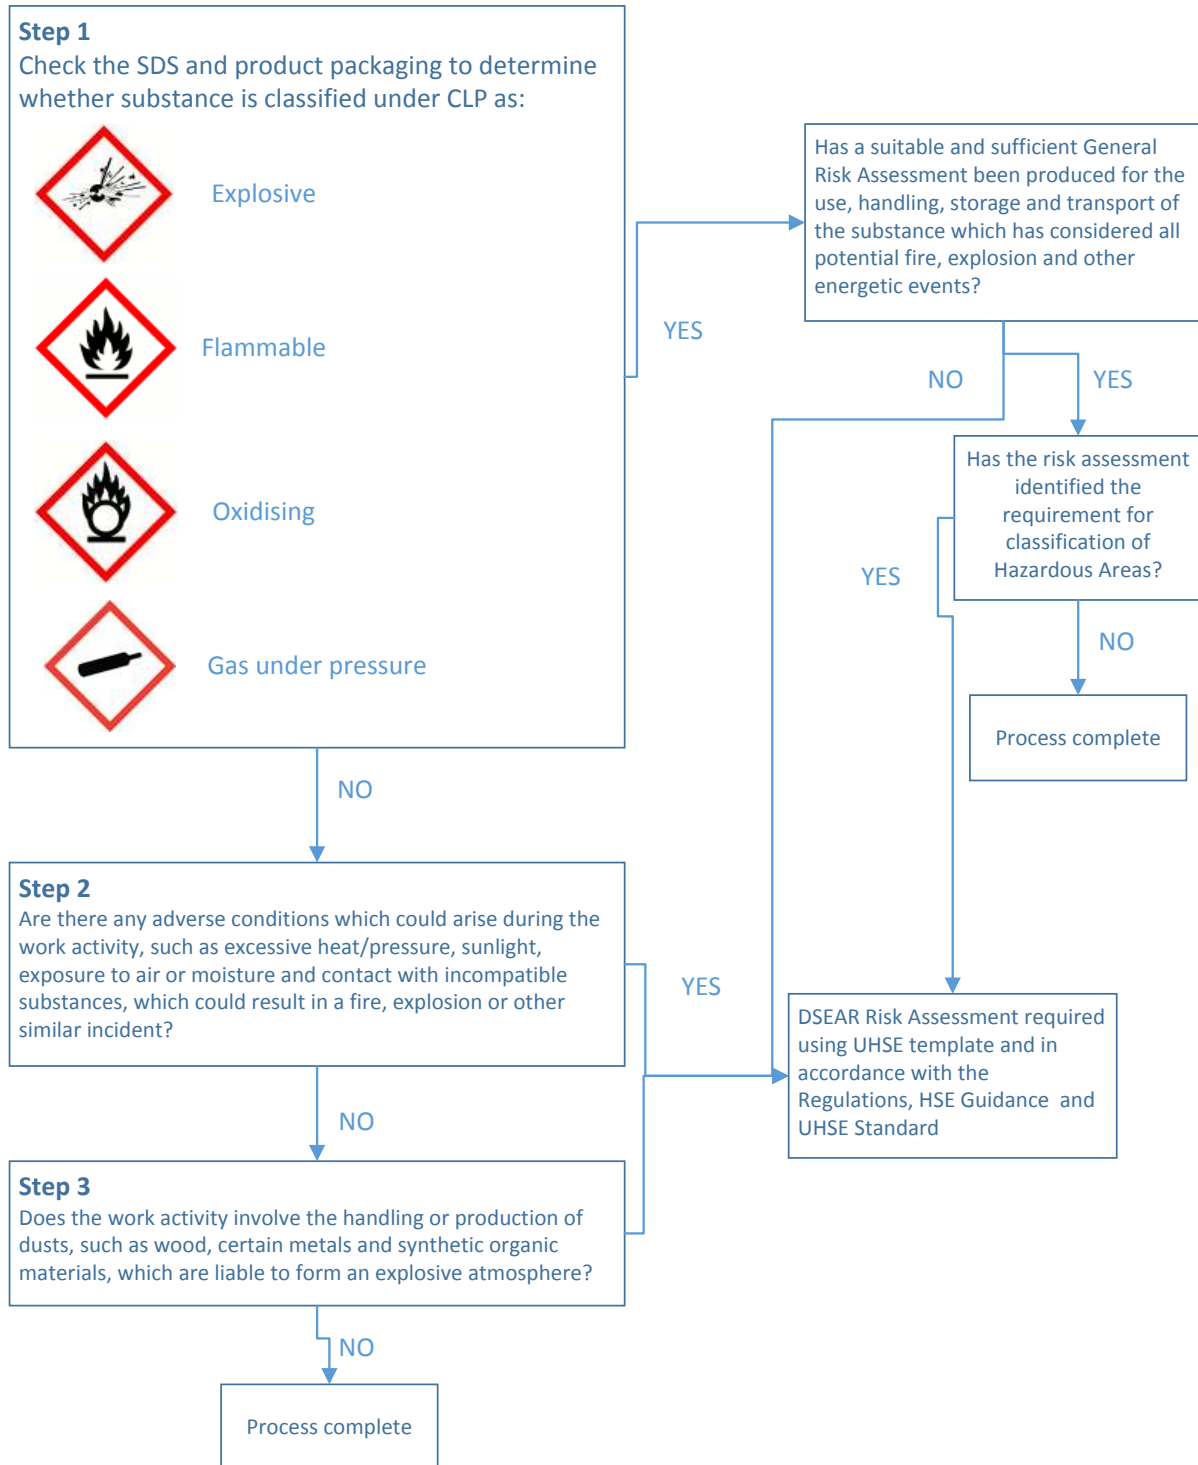 Step 1
Check the SDS and product packaging to determine
whether substance is classified under CLP as:
Explosive
Flammable
Oxidising
Gas under pressure
YES
Has a suitable and sufficient General
Risk Assessment been produced for the
use, handling, storage and transport of
the substance which has considered all
potential fire, explosion and other
energetic events?
NO
YES
Has the risk assessment
identified the
requirement for
classification of
Hazardous Areas?
YES
NO
Process complete
NO
Step 2
Are there any adverse conditions which could arise during the
work activity, such as excessive heat/pressure, sunlight,
exposure to air or moisture and contact with incompatible
substances, which could result in a fire, explosion or other
similar incident?
YES
DSEAR Risk Assessment required
using UHSE template and in
accordance with the
Regulations, HSE Guidance and
UHSE Standard
NO
Step 3
Does the work activity involve the handling or production of
dusts, such as wood, certain metals and synthetic organic
materials, which are liable to form an explosive atmosphere?
NO
Process complete